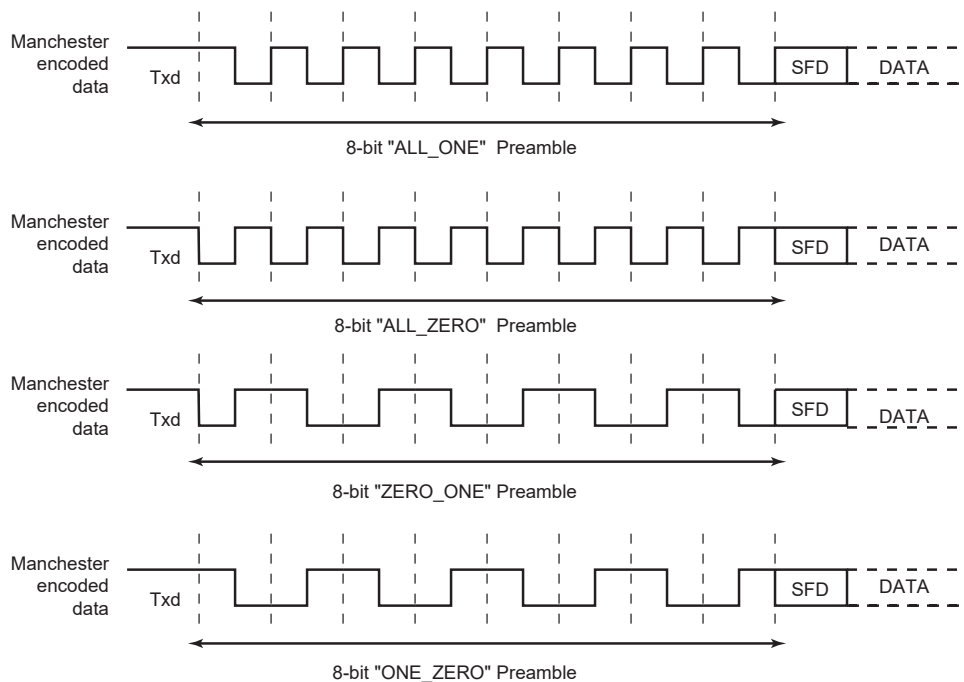 Manchester
encoded
data
Txd
SFD
DATA
8-bit "ALL_ONE" Preamble
Manchester
encoded
data
Txd
SFD
DATA
8-bit "ALL_ZERO" Preamble
Manchester
encoded
data
Txd
SFD
DATA
8-bit "ZERO_ONE" Preamble
Manchester
encoded
data
Txd
SFD
DATA
8-bit "ONE_ZERO" Preamble